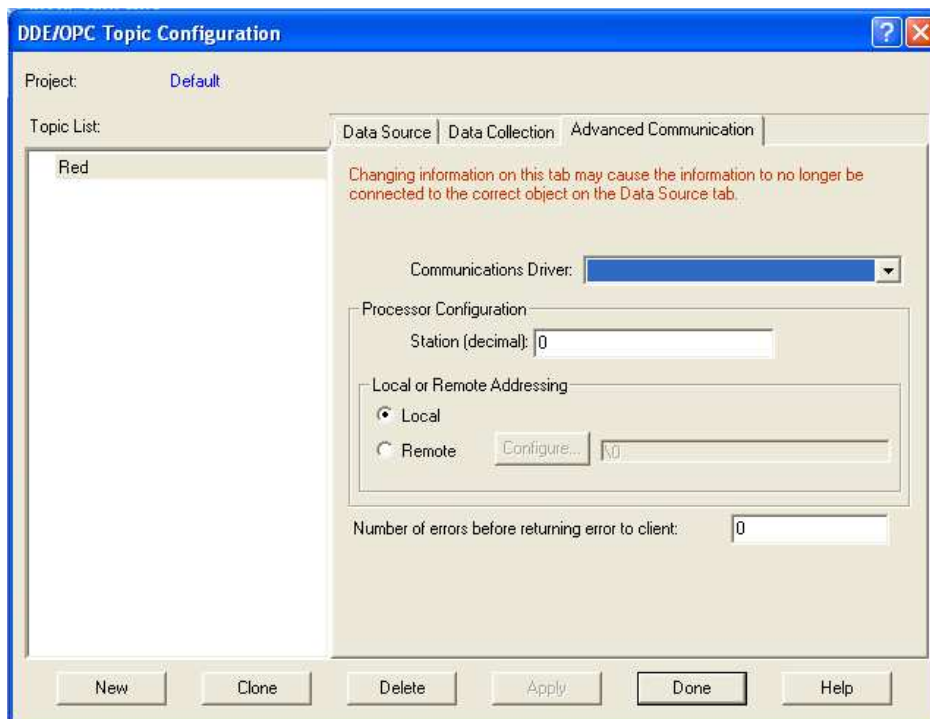 DDE/OPC Topic Configuration
Project: Default
Topic List:
Red
Data Source Data Collection Advanced Communication
Changing information on this tab may cause the information to no longer be
connected to the correct object on the Data Source tab.
Communications Driver:
Processor Configuration
Station (decimal): 0
Local or Remote Addressing
Local
Remote Configure... \0
Number of errors before returning error to client: 0
New Clone Delete Apply Done Help